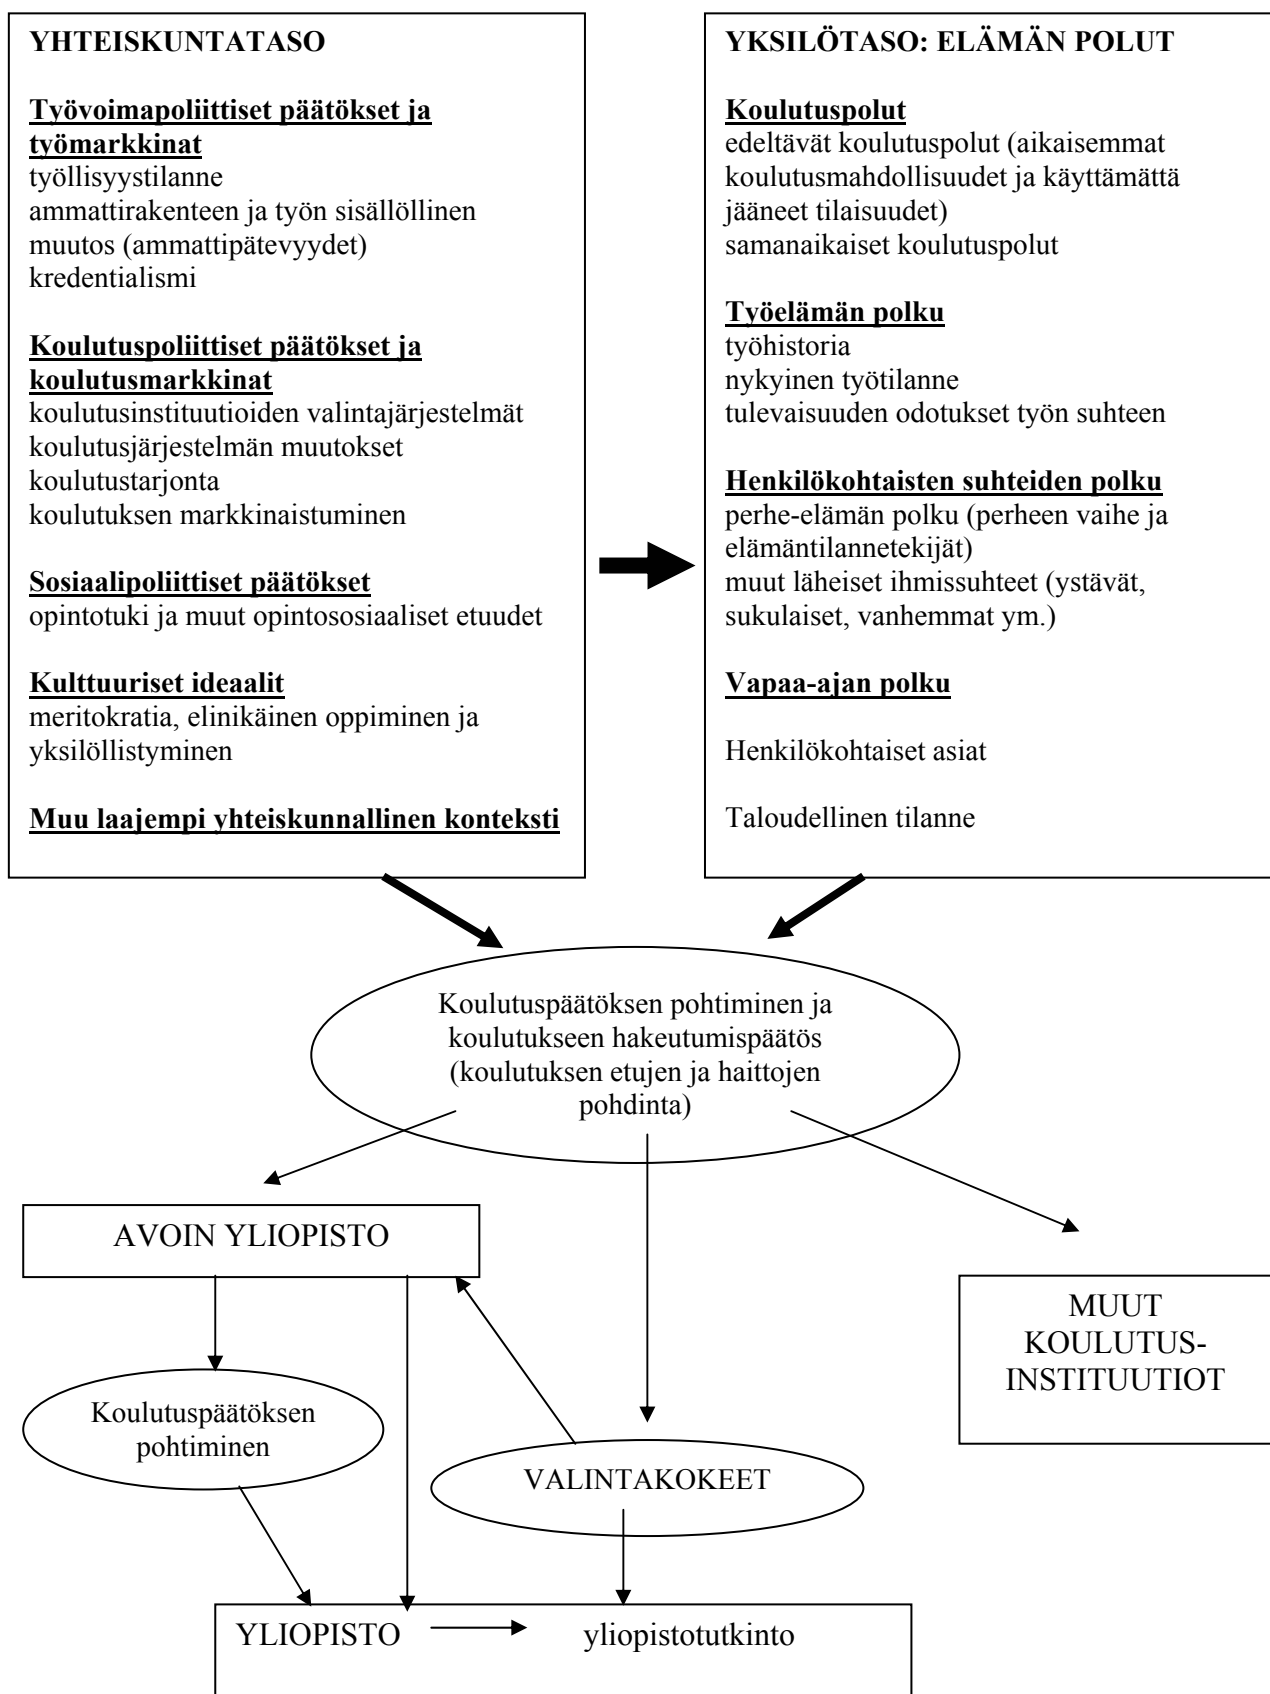 YHTEISKUNTATASO
Työvoimapoliittiset päätökset ja
työmarkkinat
työllisyystilanne
ammattirakenteen ja työn sisällöllinen
muutos (ammattipätevyydet)
kredentialismi
Koulutuspoliittiset päätökset ja
koulutusmarkkinat
koulutusinstituutioiden valintajärjestelmät
koulutusjärjestelmän muutokset
koulutustarjonta
koulutuksen markkinaistuminen
Sosiaalipoliittiset päätökset
opintotuki ja muut opintososiaaliset etuudet
Kulttuuriset ideaalit
meritokratia, elinikäinen oppiminen ja
yksilöllistyminen
Muu laajempi yhteiskunnallinen konteksti
YKSILÖTASO: ELÄMÄN POLUT
Koulutuspolut
edeltävät koulutuspolut (aikaisemmat
koulutusmahdollisuudet ja käyttämättä
jääneet tilaisuudet)
samanaikaiset koulutuspolut
Työelämän polku
työhistoria
nykyinen työtilanne
tulevaisuuden odotukset työn suhteen
Henkilökohtaisten suhteiden polku
perhe-elämän polku (perheen vaihe ja
elämäntilannetekijät)
muut läheiset ihmissuhteet (ystävät,
sukulaiset, vanhemmat ym.)
Vapaa-ajan polku
Henkilökohtaiset asiat
Taloudellinen tilanne
Koulutuspäätöksen pohtiminen ja
koulutukseen hakeutumispäätös
(koulutuksen etujen ja haittojen
pohdinta)
AVOIN YLIOPISTO
MUUT
KOULUTUS-
INSTITUUTIOT
Koulutuspäätöksen
pohtiminen
VALINTAKOKEET
YLIOPISTO
yliopistotutkinto